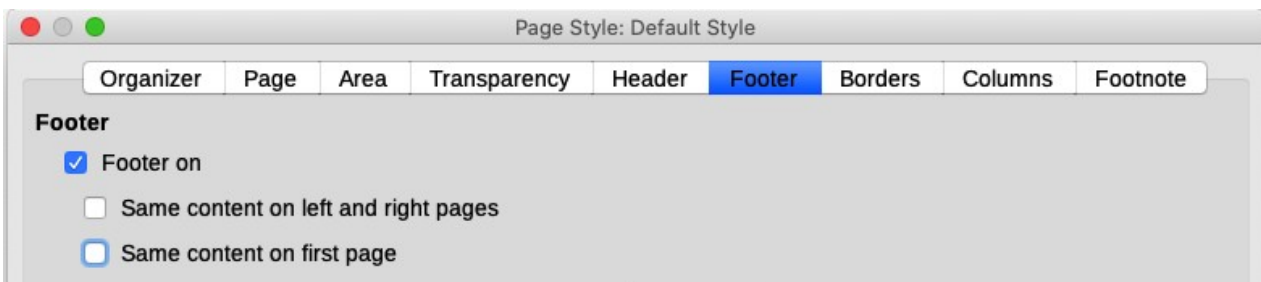 Page Style: Default Style
Organizer Page Area Transparency Header Footer Borders Columns Footnote
Footer
Footer on
Same content on left and right pages
Same content on first page